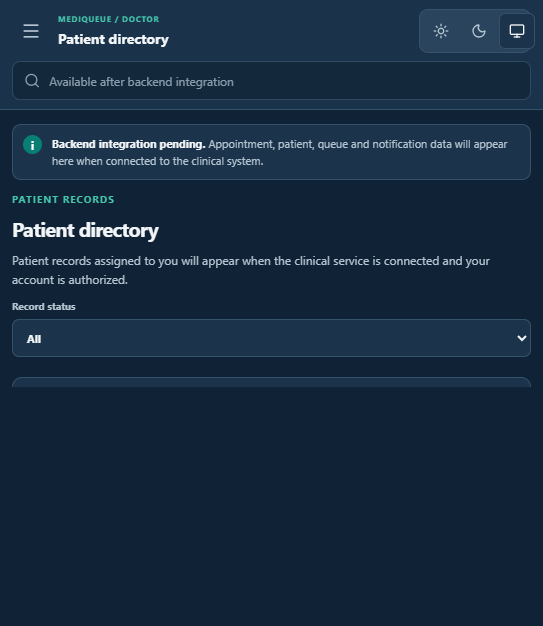 MEDIQUEUE / DOCTOR
Patient directory
Available after backend integration
Backend integration pending. Appointment, patient, queue and notification data will appear
here when connected to the clinical system.
PATIENT RECORDS
Patient directory
Patient records assigned to you will appear when the clinical service is connected and your
account is authorized.
Record status
All